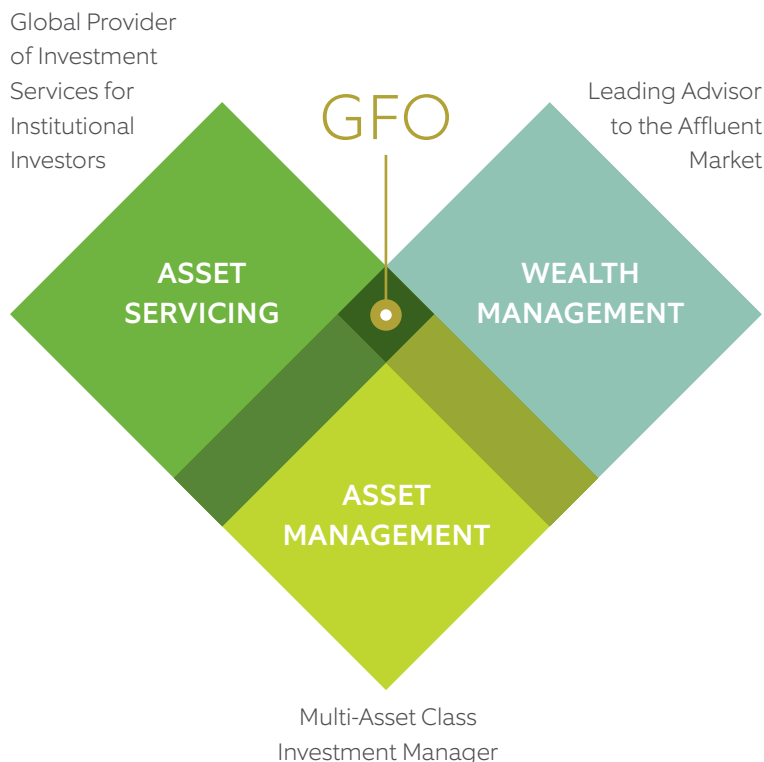 Global Provider
of Investment
Services for
Institutional
Investors
GFO
Leading Advisor
to the Affluent
Market
ASSET
SERVICING
WEALTH
MANAGEMENT
ASSET
MANAGEMENT
Multi-Asset Class
Investment Manager